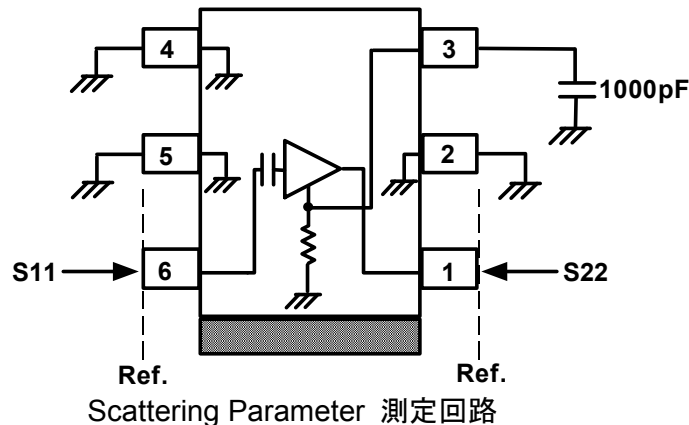 4
3
1000pF
5
2
S11
6
1
S22
Ref.
Ref.
Scattering Parameter 測定回路